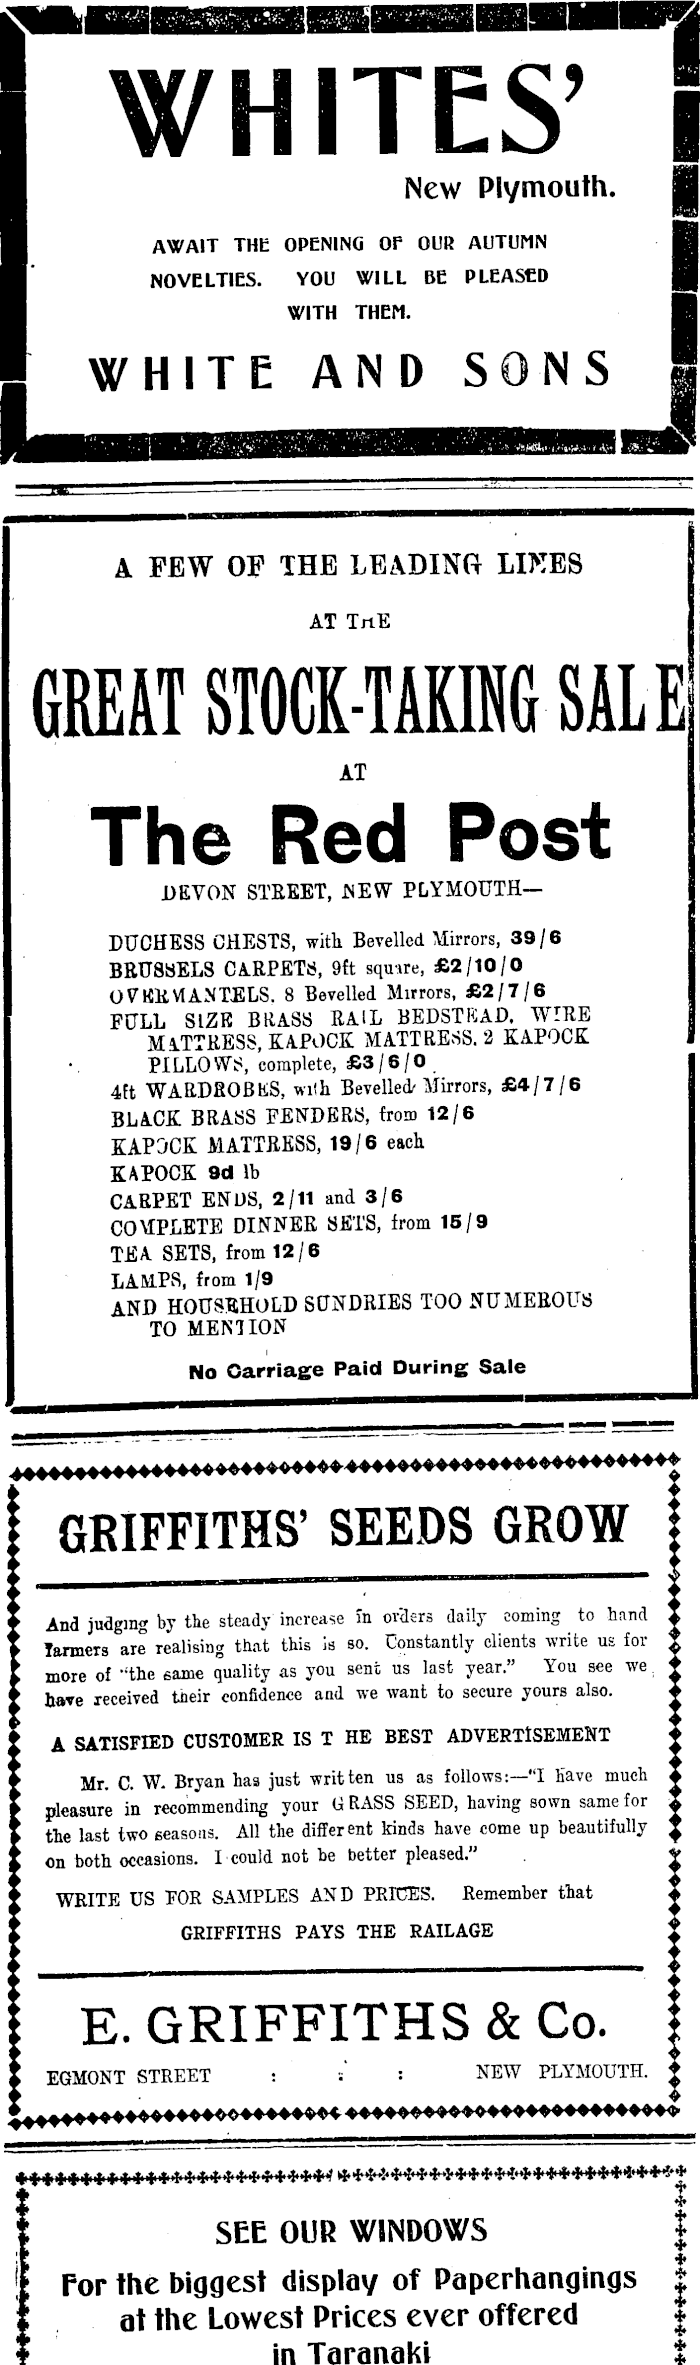 WHITES'
New Plymouth.
AWAIT THE OPENING OF OUR AUTUMN
NOVELTIES. YOU WILL BE PLEASED
WITH THEM.
WHITE AND SONS
A FEW OF THE LEADING LINES
AT THE
GREAT STOCK-TAKING SALE
AT
The Red Post
DEVON STREET, NEW PLYMOUTH—
DUCHESS CHESTS, with Bevelled Mirrors, 39/6
BRUSSELS CARPETS, 9ft square, £2/10/0
OVERMANTELS. 8 Bevelled Mirrors, £2/7/6
FULL SIZE BRASS RAIL BEDSTEAD, WIRE
MATTRESS, KAPOCK MATTRESS, 2 KAPOCK
PILLOWS, complete, £3/6/0
4ft WARDROBES, with Bevelled Mirrors, £4/7/6
BLACK BRASS FENDERS, from 12/6
KAPOCK MATTRESS, 19/6 each
KAPOCK 9d lb
CARPET ENDS, 2/11 and 3/6
COMPLETE DINNER SETS, from 15/9
TEA SETS, from 12/6
LAMPS, from 1/9
AND HOUSEHOLD SUNDRIES TOO NUMEROUS
TO MENTION
No Carriage Paid During Sale
GRIFFITHS' SEEDS GROW
And judging by the steady increase in orders daily coming to hand
farmers are realising that this is so. Constantly clients write us for
more of "the same quality as you sent us last year." You see we
have received their confidence and we want to secure yours also.
A SATISFIED CUSTOMER IS T HE BEST ADVERTISEMENT
Mr. C. W. Bryan has just written us as follows:—"I have much
pleasure in recommending your GRASS SEED, having sown same for
the last two seasons. All the different kinds have come up beautifully
on both occasions. I could not be better pleased."
WRITE US FOR SAMPLES AND PRICES. Remember that
GRIFFITHS PAYS THE RAILAGE
E. GRIFFITHS & Co.
EGMONT STREET : : : NEW PLYMOUTH.
SEE OUR WINDOWS
For the biggest display of Paperhangings
at the Lowest Prices ever offered
in Taranaki